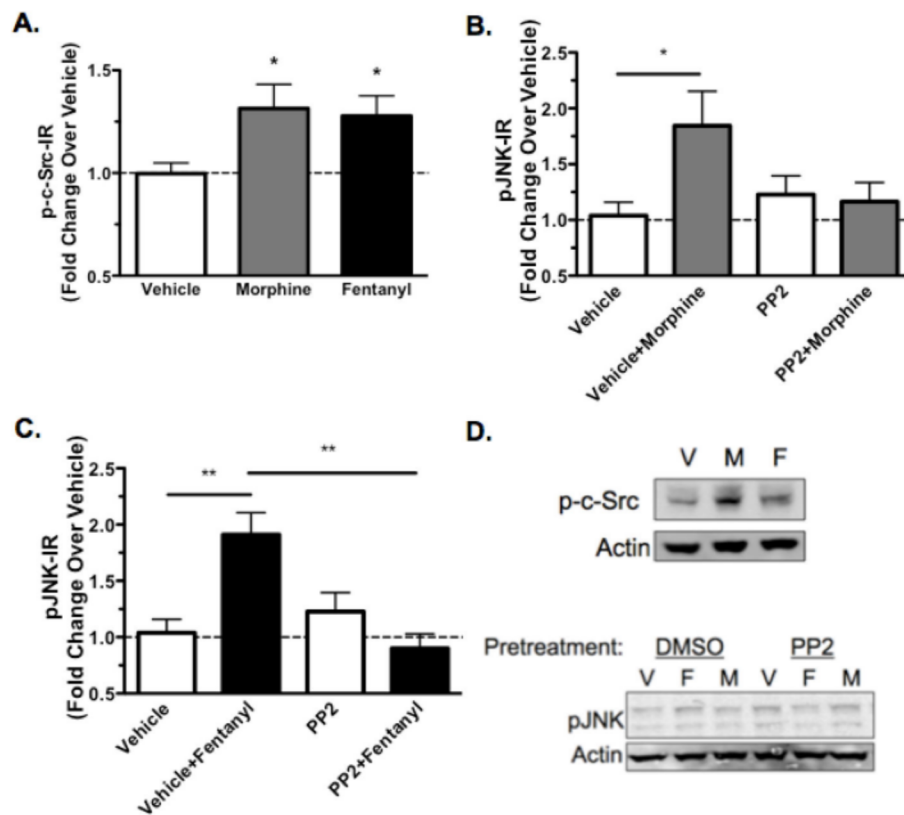 A.
p-c-Src-IR
(Fold Change Over Vehicle)
1.5
1.0
0.5
*
*
Vehicle
Morphine
Fentanyl
B.
pJNK-IR
(Fold Change Over Vehicle)
2.5
2.0
1.5
1.0
0.5
*
Vehicle
Vehicle+Morphine
PP2
PP2+Morphine
C.
pJNK-IR
(Fold Change Over Vehicle)
2.5
2.0
1.5
1.0
0.5
**
**
Vehicle
Vehicle+Fentanyl
PP2
PP2+Fentanyl
D.
V M F
p-c-Src
Actin
Pretreatment: DMSO PP2
V F M V F M
pJNK
Actin